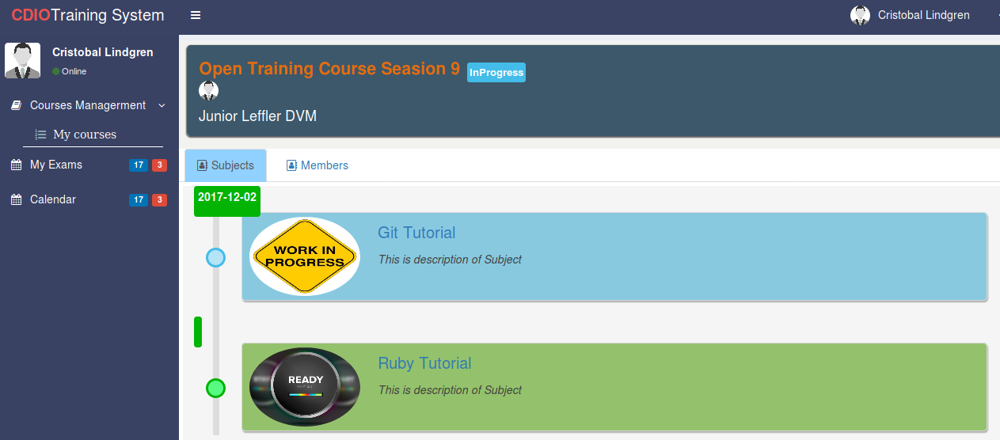 CDIOTraining System
Cristobal Lindgren
Cristobal Lindgren
Online
Courses Managerment
My courses
My Exams 17 3
Calendar 17 3
Open Training Course Seasion 9 InProgress
Junior Leffler DVM
Subjects Members
2017-12-02
WORK IN
PROGRESS
Git Tutorial
This is description of Subject
READY
Ruby Tutorial
This is description of Subject